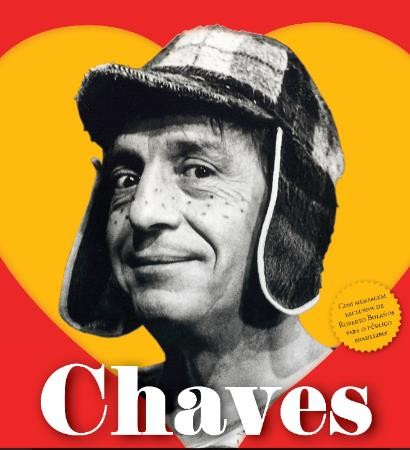 Com mensagem
exclusiva de
Roberto Bolaños
para o público
brasileiro!
Chaves